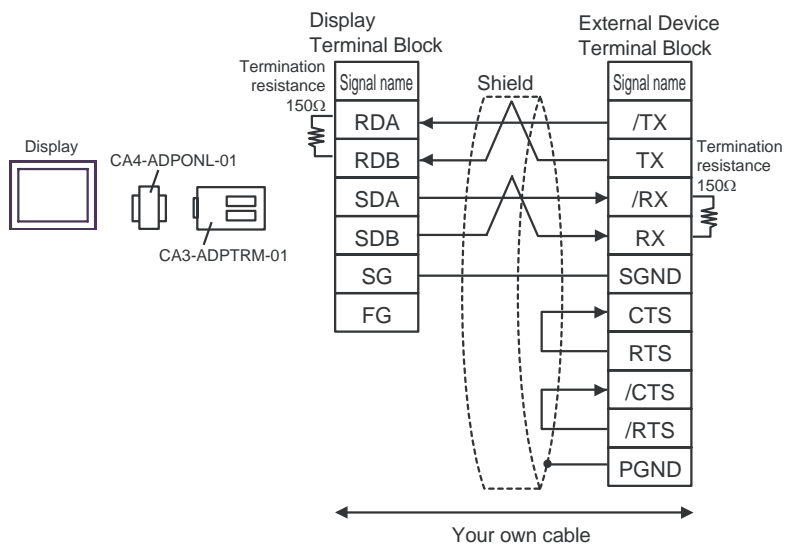 Display
Terminal Block
External Device
Terminal Block
Termination
resistance
150Ω
Signal name
Shield
Signal name
RDA
/TX
RDB
TX
Termination
resistance
150Ω
Display
CA4-ADPONL-01
SDA
/RX
SDB
RX
CA3-ADPTRM-01
SG
SGND
FG
CTS
RTS
/CTS
/RTS
PGND
Your own cable